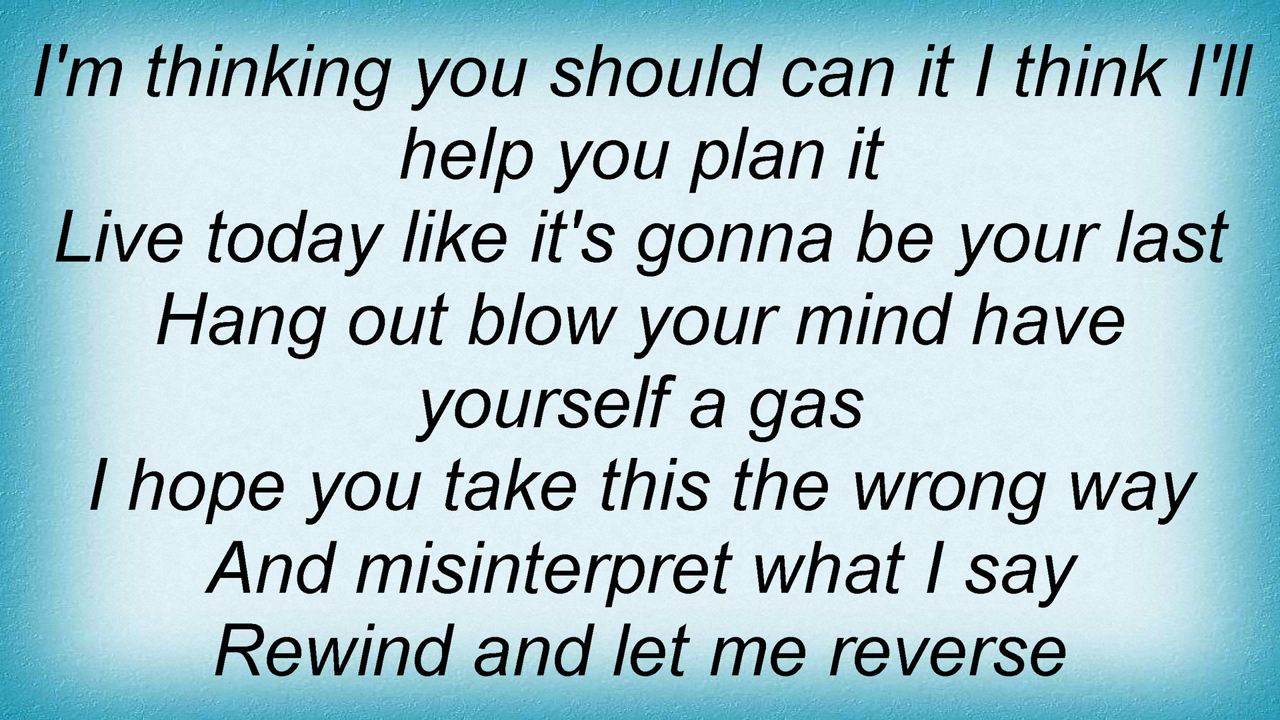 I'm thinking you should can it I think I'll
help you plan it
Live today like it's gonna be your last
Hang out blow your mind have
yourself a gas
I hope you take this the wrong way
And misinterpret what I say
Rewind and let me reverse